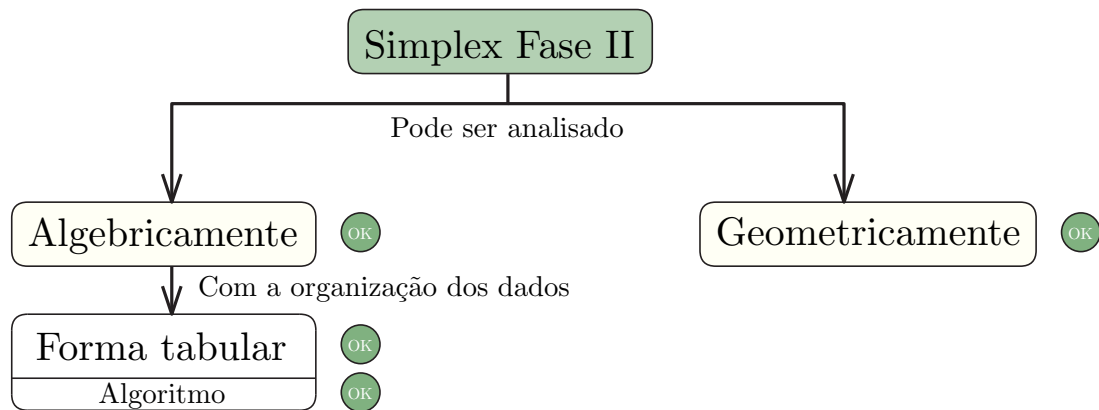 Simplex Fase II
Pode ser analisado
Algebricamente OK
Geometricamente OK
Com a organização dos dados
Forma tabular OK
Algoritmo OK